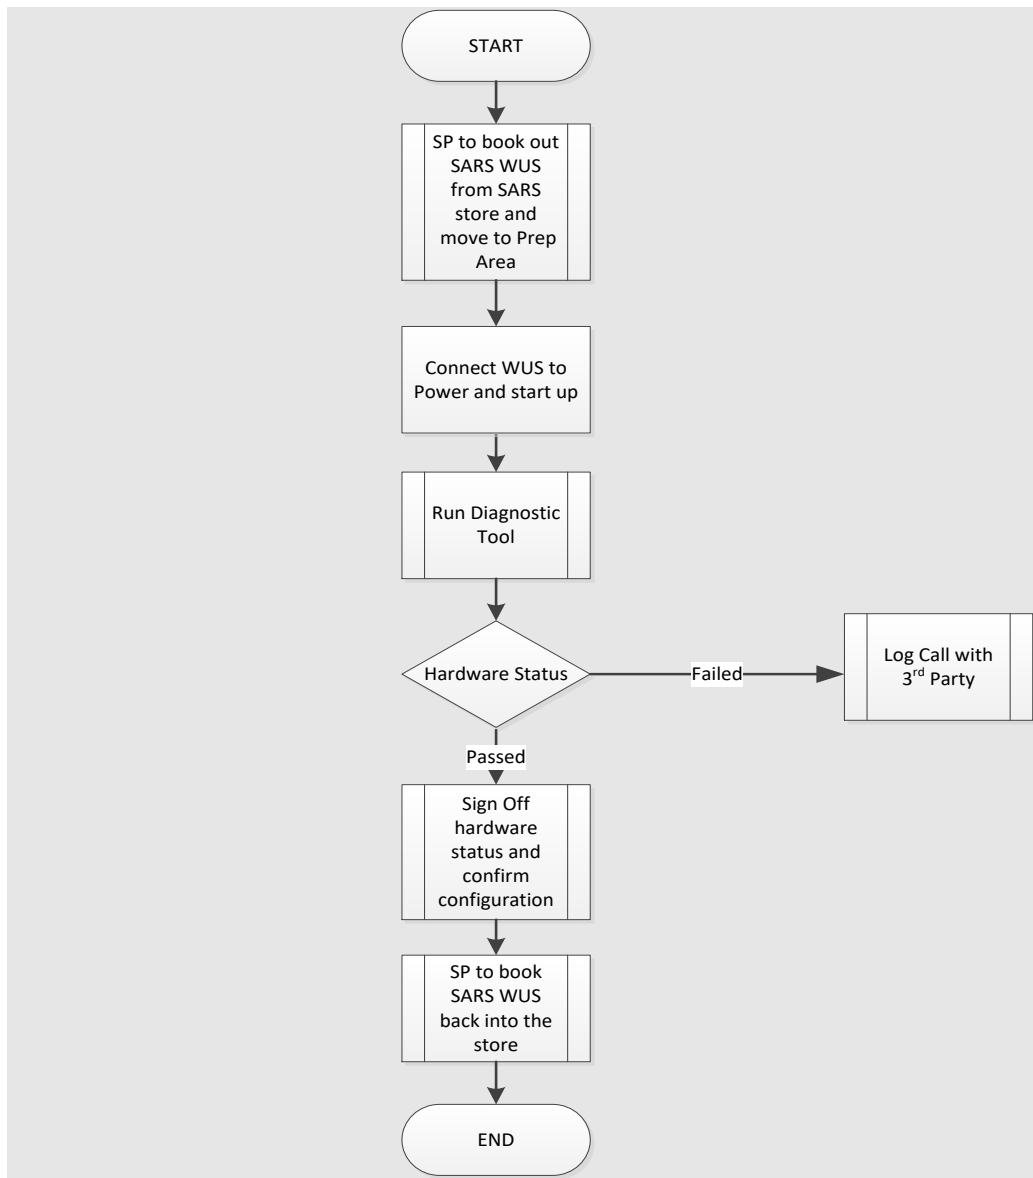 START
SP to book out
SARS WUS
from SARS
store and
move to Prep
Area
Connect WUS to
Power and start up
Run Diagnostic
Tool
Hardware Status
Failed
Log Call with
3rd Party
Passed
Sign Off
hardware
status and
confirm
configuration
SP to book
SARS WUS
back into the
store
END